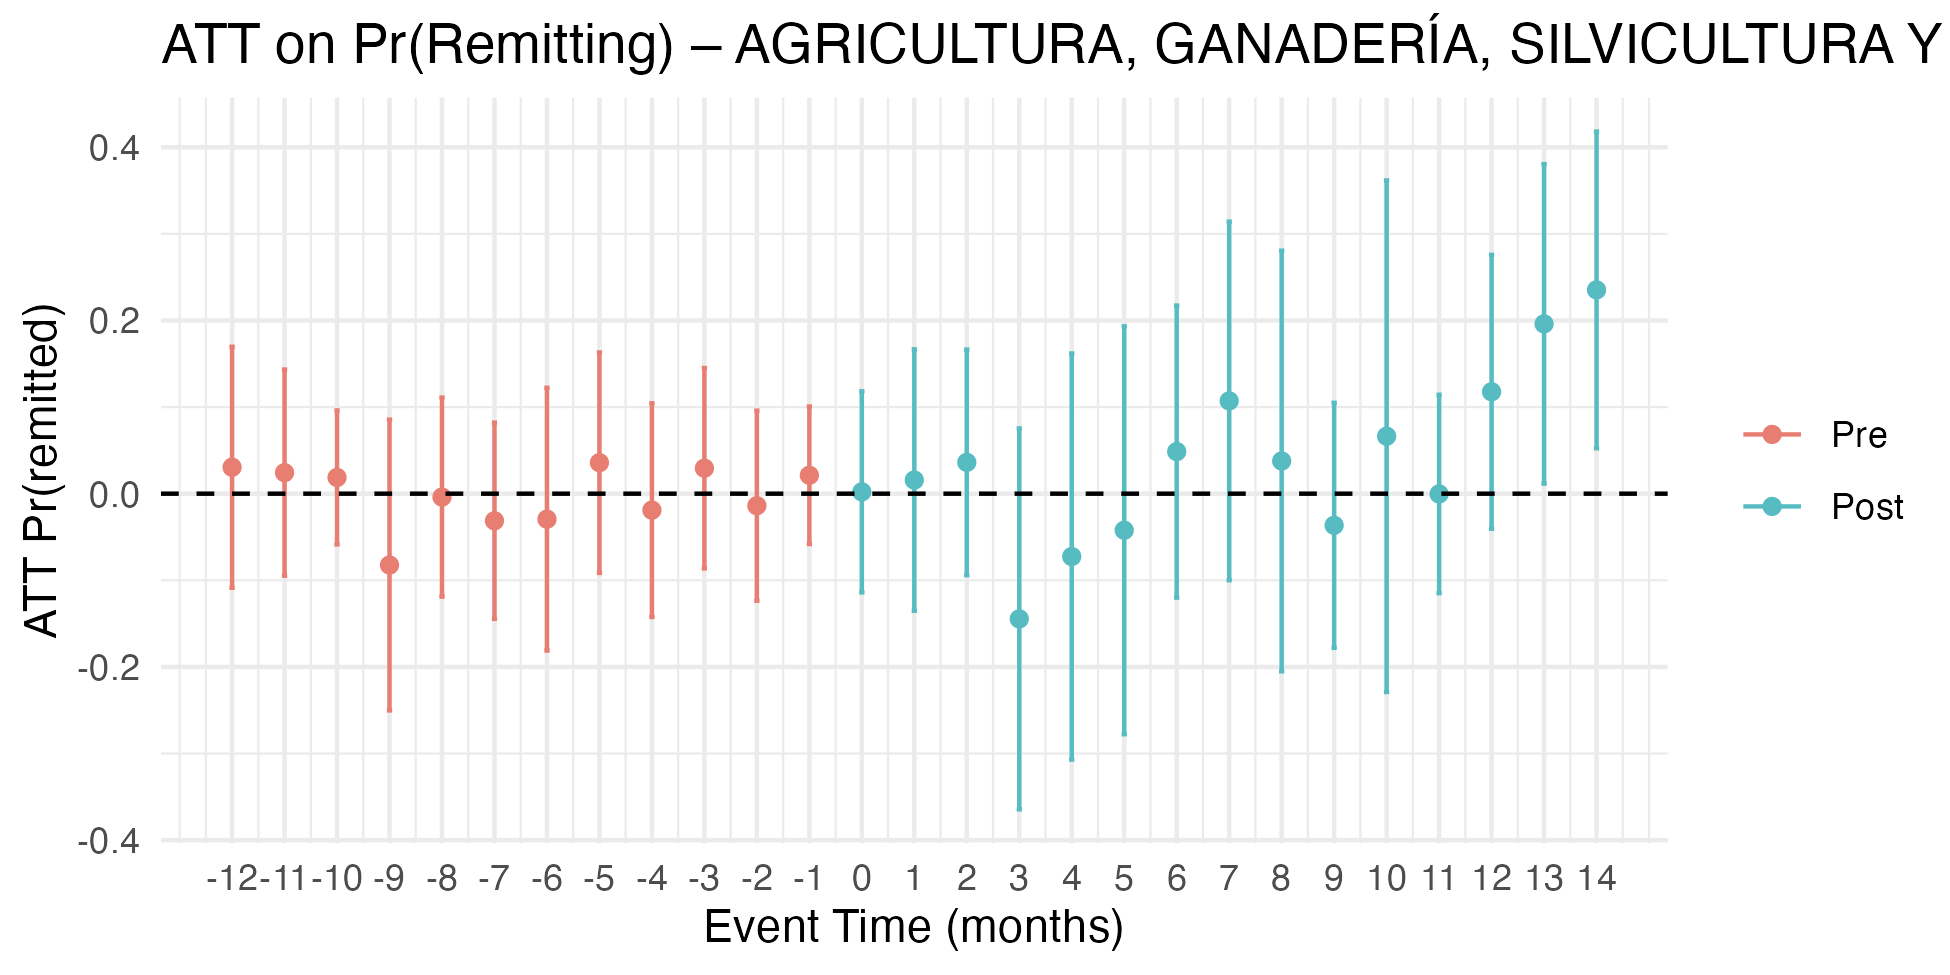 ATT on Pr(Remitting) – AGRICULTURA, GANADERÍA, SILVICULTURA Y
ATT Pr(remitted)
0.4
0.2
0.0
-0.2
-0.4
-12 -11 -10 -9 -8 -7 -6 -5 -4 -3 -2 -1 0 1 2 3 4 5 6 7 8 9 10 11 12 13 14
Event Time (months)
Pre
Post